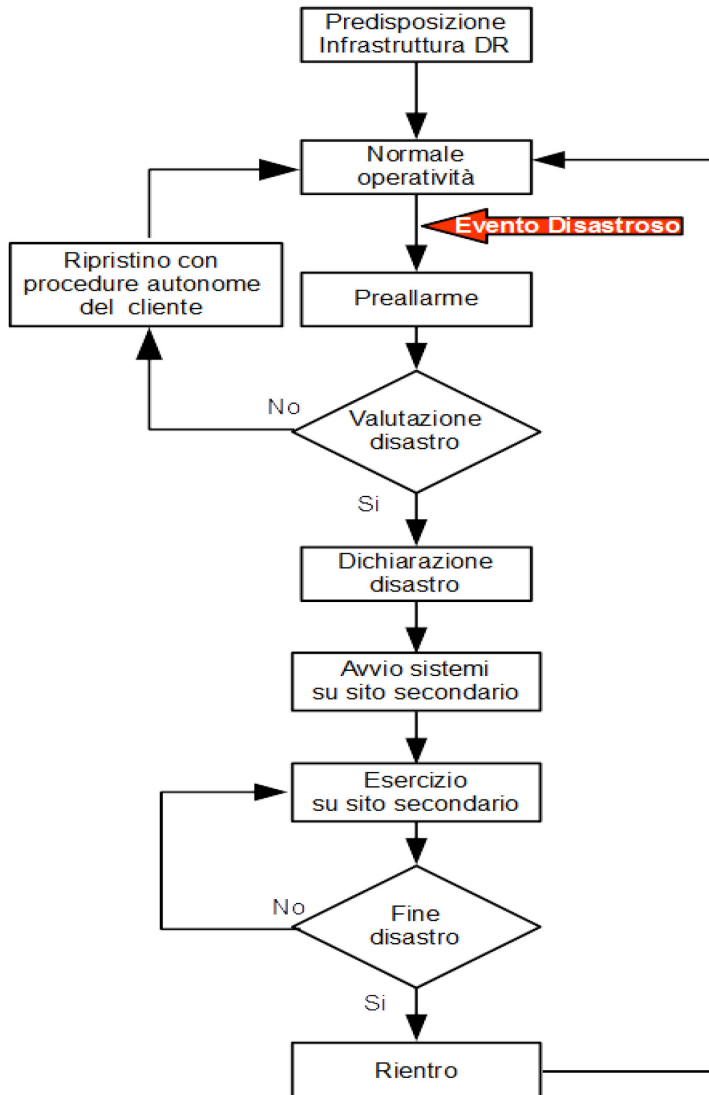 Predisposizione
Infrastruttura DR
Normale
operatività
Evento Disastroso
Ripristino con
procedure autonome
del cliente
Preallarme
No
Valutazione
disastro
Si
Dichiarazione
disastro
Avvio sistemi
su sito secondario
Esercizio
su sito secondario
No
Fine
disastro
Si
Rientro